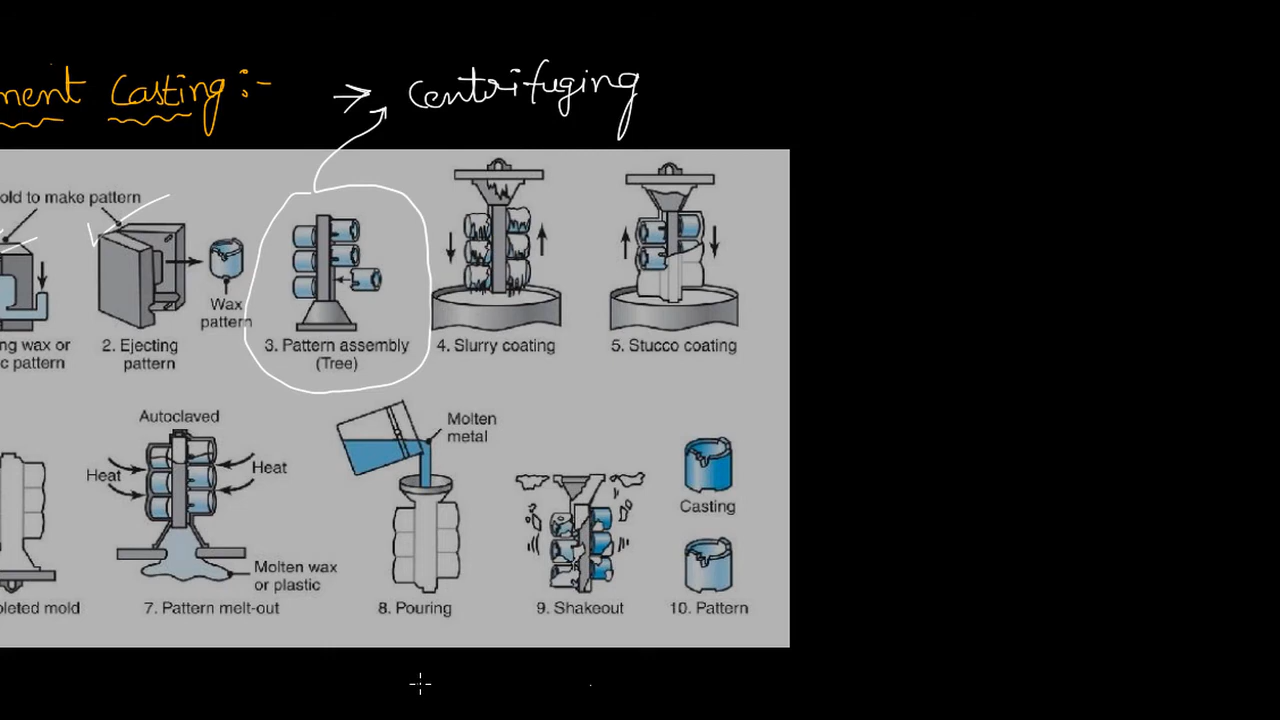 nent Casting :-
→ Centrifuging
old to make pattern
Wax
pattern
ng wax or
c pattern
2. Ejecting
pattern
3. Pattern assembly
(Tree)
4. Slurry coating
5. Stucco coating
Autoclaved
Heat
Heat
Molten
metal
Casting
Molten wax
or plastic
pleted mold
7. Pattern melt-out
8. Pouring
9. Shakeout
10. Pattern